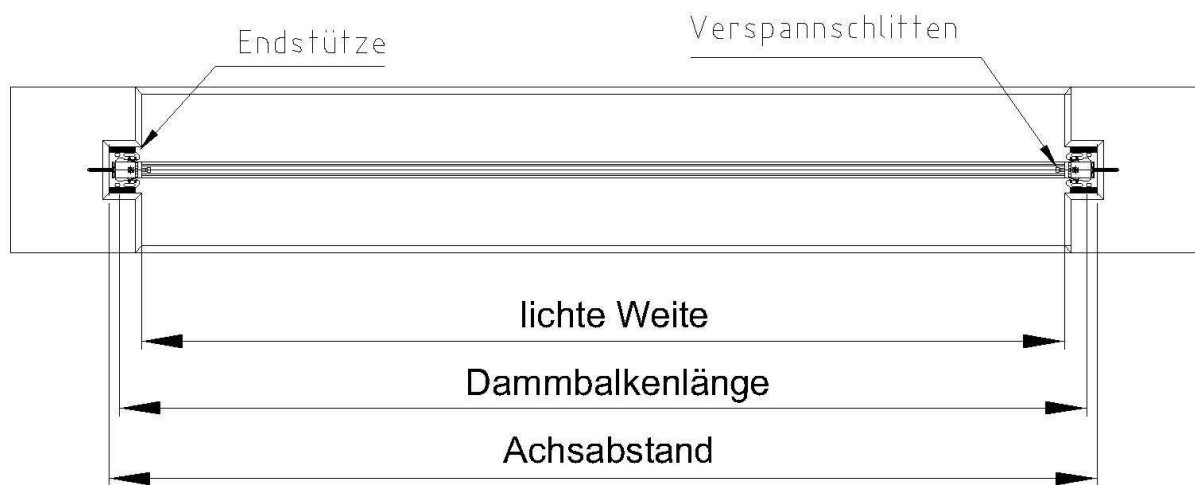 Endstütze
Verspannschlitten
lichte Weite
Dammbalkenlänge
Achsabstand